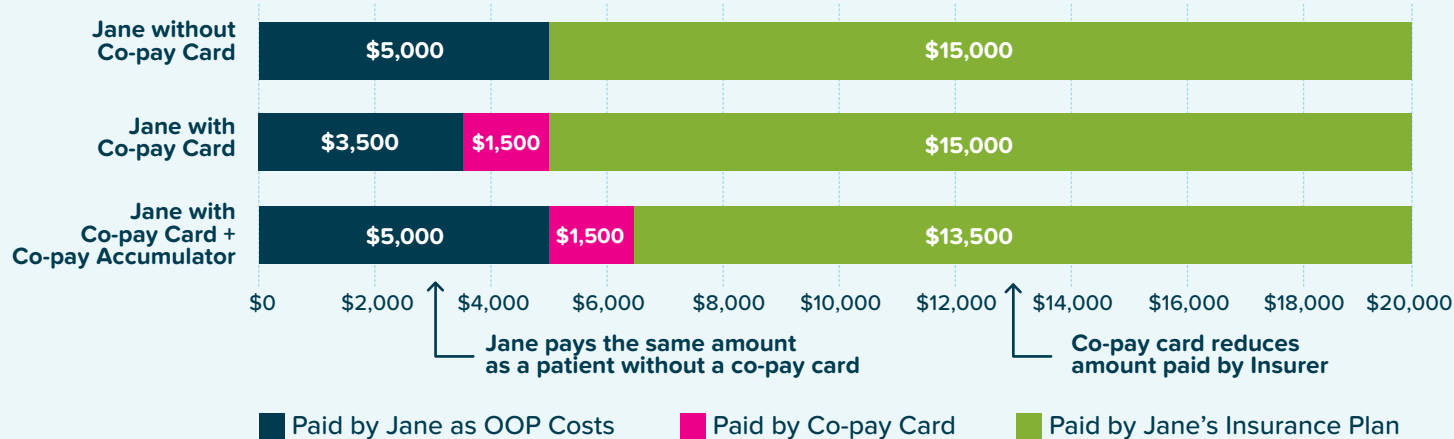 Jane without
Co-pay Card
$5,000
$15,000
Jane with
Co-pay Card
$3,500
$1,500
$15,000
Jane with
Co-pay Card +
Co-pay Accumulator
$5,000
$1,500
$13,500
$0 $2,000 $4,000 $6,000 $8,000 $10,000 $12,000 $14,000 $16,000 $18,000 $20,000
Jane pays the same amount
as a patient without a co-pay card
Co-pay card reduces
amount paid by Insurer
Paid by Jane as OOP Costs
Paid by Co-pay Card
Paid by Jane’s Insurance Plan